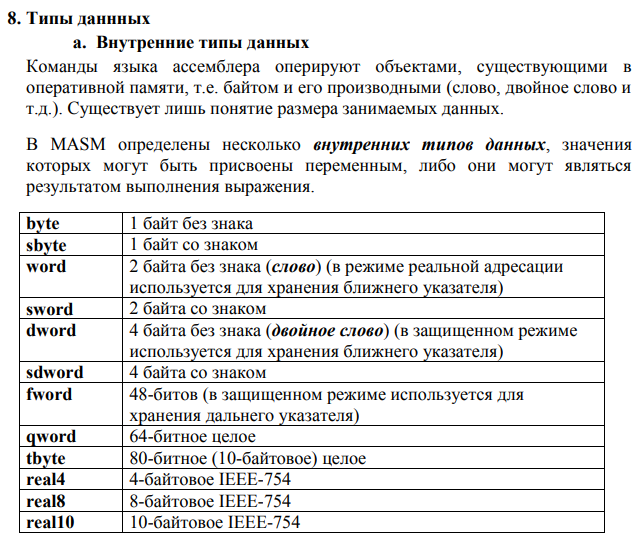 8. Типы даннных
a. Внутренние типы данных
Команды языка ассемблера оперируют объектами, существующими в
оперативной памяти, т.е. байтом и его производными (слово, двойное слово и
т.д.). Существует лишь понятие размера занимаемых данных.
В MASM определены несколько внутренних типов данных, значения
которых могут быть присвоены переменным, либо они могут являться
результатом выполнения выражения.
byte 1 байт без знака
sbyte 1 байт со знаком
word 2 байта без знака (слово) (в режиме реальной адресации
используется для хранения ближнего указателя)
sword 2 байта со знаком
dword 4 байта без знака (двойное слово) (в защищенном режиме
используется для хранения ближнего указателя)
sdword 4 байта со знаком
fword 48-битов (в защищенном режиме используется для
хранения дальнего указателя)
qword 64-битное целое
tbyte 80-битное (10-байтовое) целое
real4 4-байтовое IEEE-754
real8 8-байтовое IEEE-754
real10 10-байтовое IEEE-754